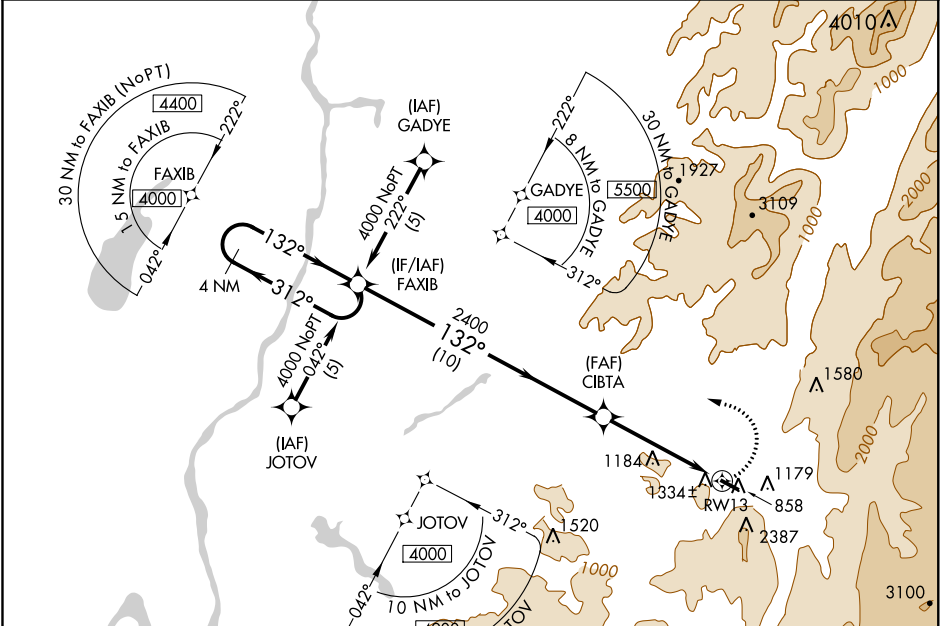 4010
1000
30 NM to FAXIB (NoPT)
4400
222°
15 NM to FAXIB
FAXIB
4000
042°
(IAF)
GADYE
4000 NoPT
222°
(5)
222°
30 NM to GADYE
8 NM to GADYE
GADYE
5500
4000
312°
1927
3109
1000
2000
132°
4 NM
312°
(IF/IAF)
FAXIB
4000 NoPT
042°
(5)
(IAF)
JOTOV
2400
132°
(10)
(FAF)
CIBTA
1580
2000
1184
1334±
RW13
1179
858
2387
312°
JOTOV
4000
042°
10 NM to JOTOV
1520
1000
3100